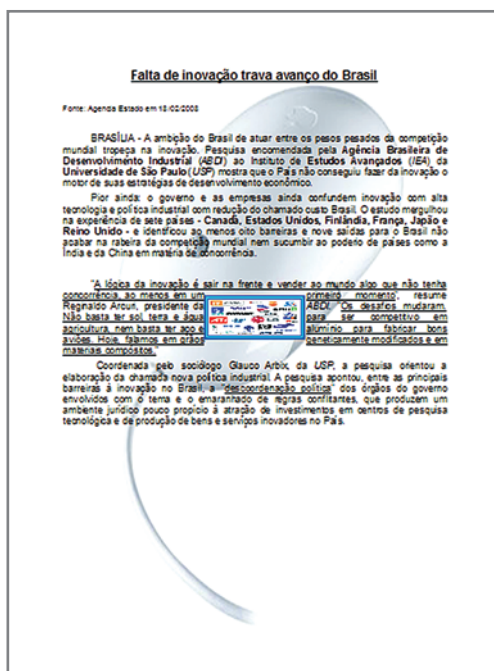 Falta de inovação trava avanço do Brasil
Fonte: Agencia Estado em 18/02/2008
BRASÍLIA - A ambição do Brasil de atuar entre os pesos pesados da competição
mundial tropeça na inovação. Pesquisa encomendada pela Agência Brasileira de
Desenvolvimento Industrial (ABDI) ao Instituto de Estudos Avançados (IEA) da
Universidade de São Paulo (USP) mostra que o País não conseguiu fazer da inovação o
motor de suas estratégias de desenvolvimento econômico.
Pior ainda: o governo e as empresas ainda confundem inovação com alta
tecnologia e política industrial com redução do chamado custo Brasil. O estudo mergulhou
na experiência de sete países - Canadá, Estados Unidos, Finlândia, França, Japão e
Reino Unido - e identificou ao menos oito barreiras e nove saídas para o Brasil não
acabar na rabeira da competição mundial nem sucumbir ao poderio de países como a
Índia e da China em matéria de concorrência.
"A lógica da inovação é sair na frente e vender ao mundo algo que não tenha
concorrência, ao menos em um primeiro momento", resume
Reginaldo Arcuri, presidente da ABDI. "Os desafios mudaram.
Não basta ter sol, terra e água para ser competitivo em
agricultura, nem basta ter aço e alumínio para fabricar bons
aviões. Hoje, falamos em grãos geneticamente modificados e em
materiais compostos."
Coordenada pelo sociólogo Glauco Arbix, da USP, a pesquisa orientou a
elaboração da chamada nova política industrial. A pesquisa apontou, entre as principais
barreiras à inovação no Brasil, a "descoordenação política" dos órgãos do governo
envolvidos com o tema e o emaranhado de regras conflitantes, que produzem um
ambiente jurídico pouco propício à atração de investimentos em centros de pesquisa
tecnológica e de produção de bens e serviços inovadores no País.